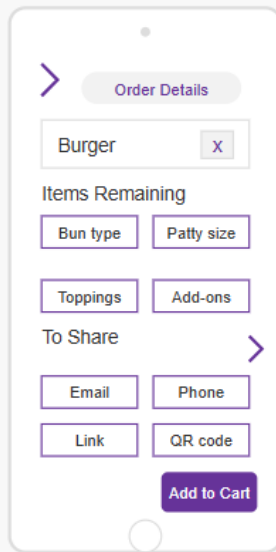 Order Details
Burger X
Items Remaining
Bun type Patty size
Toppings Add-ons
To Share
Email Phone
Link QR code
Add to Cart